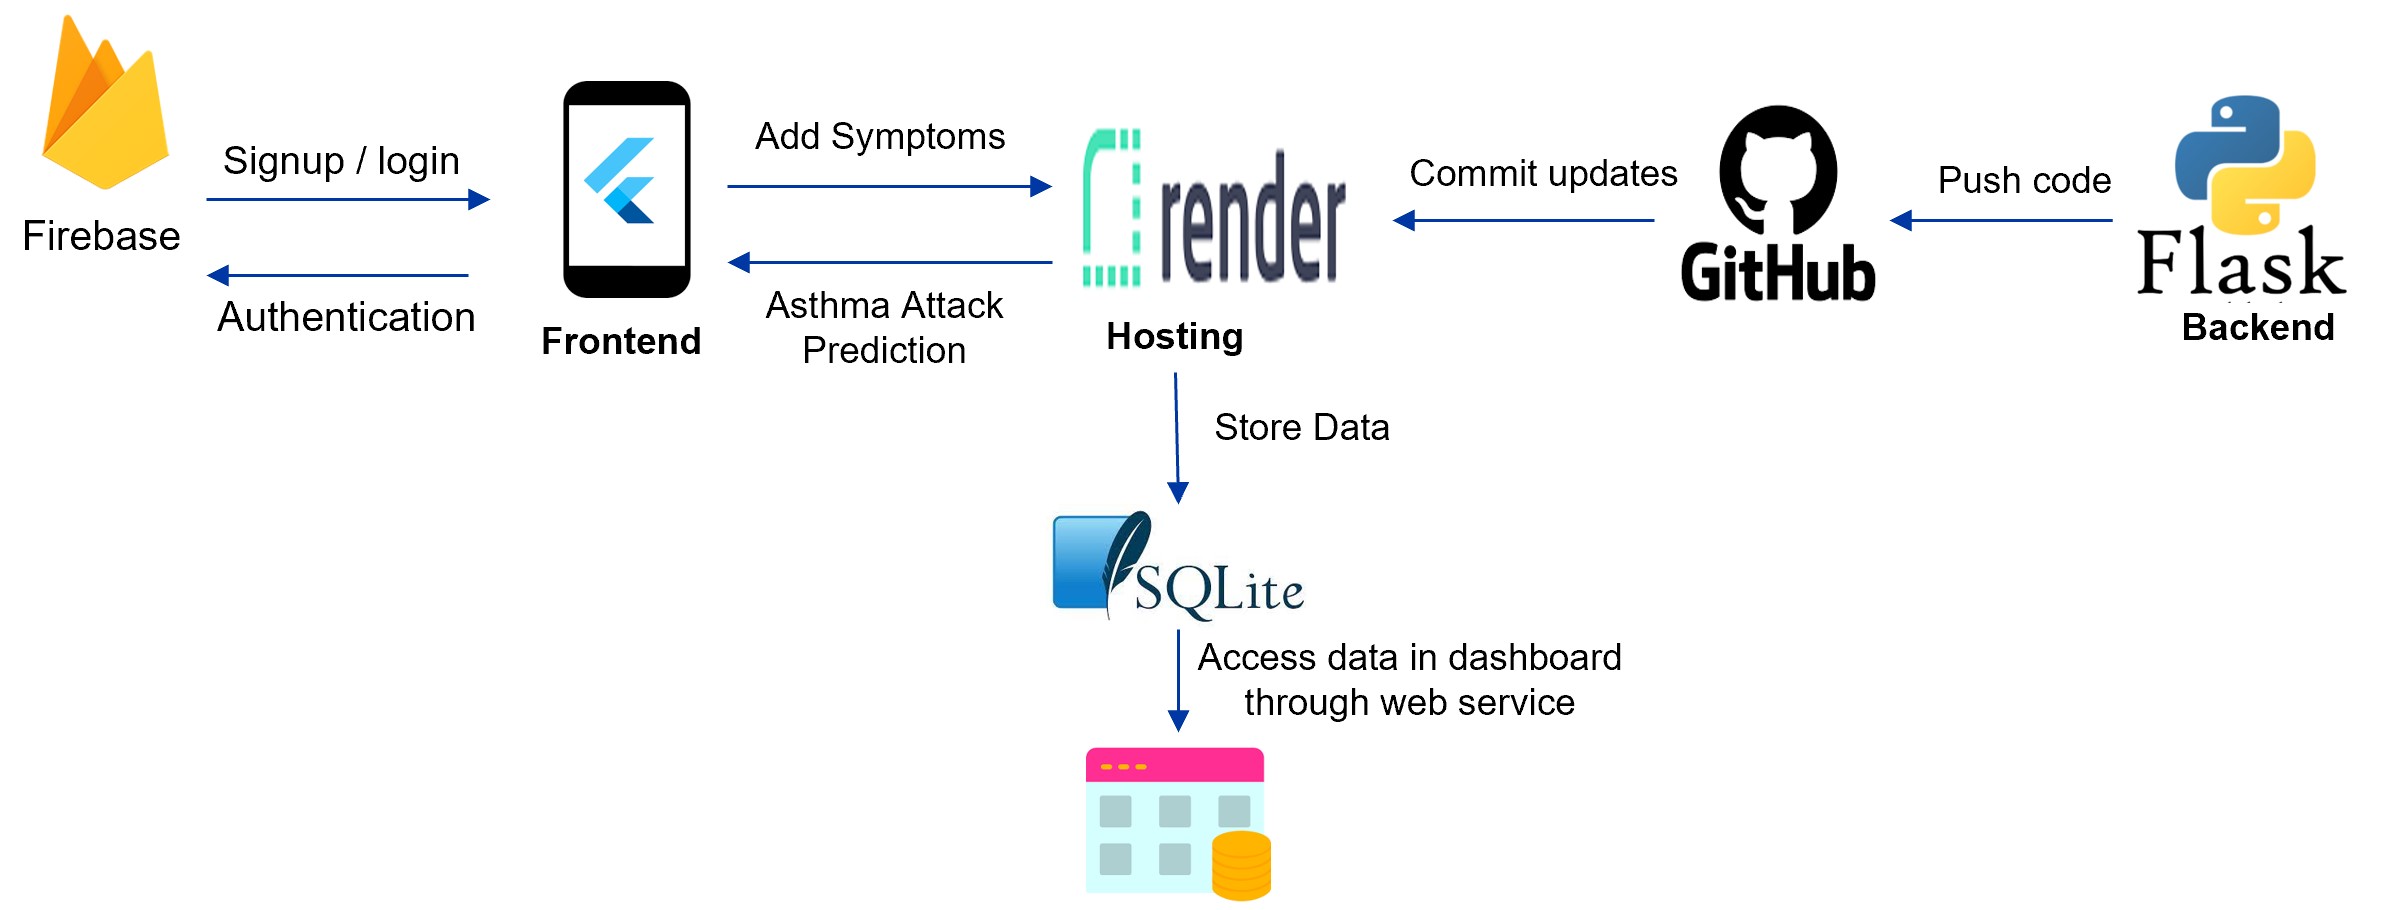 Firebase
Signup / login
Authentication
Frontend
Add Symptoms
Asthma Attack
Prediction
render
Hosting
Commit updates
GitHub
Push code
Flask
Backend
Store Data
SQLite
Access data in dashboard
through web service